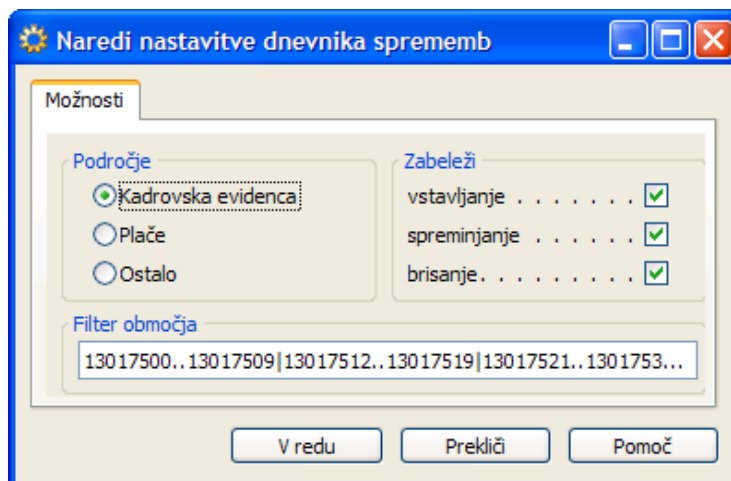 Naredi nastavitve dnevnika sprememb
Možnosti
Področje
Kadrovska evidenca
Plače
Ostalo
Zabeleži
vstavljanje . . . . . . .
spreminjanje . . . . . .
brisanje. . . . . . . . .
Filter območja
13017500..13017509|13017512..13017519|13017521..1301753...
V redu
Prekliči
Pomoč